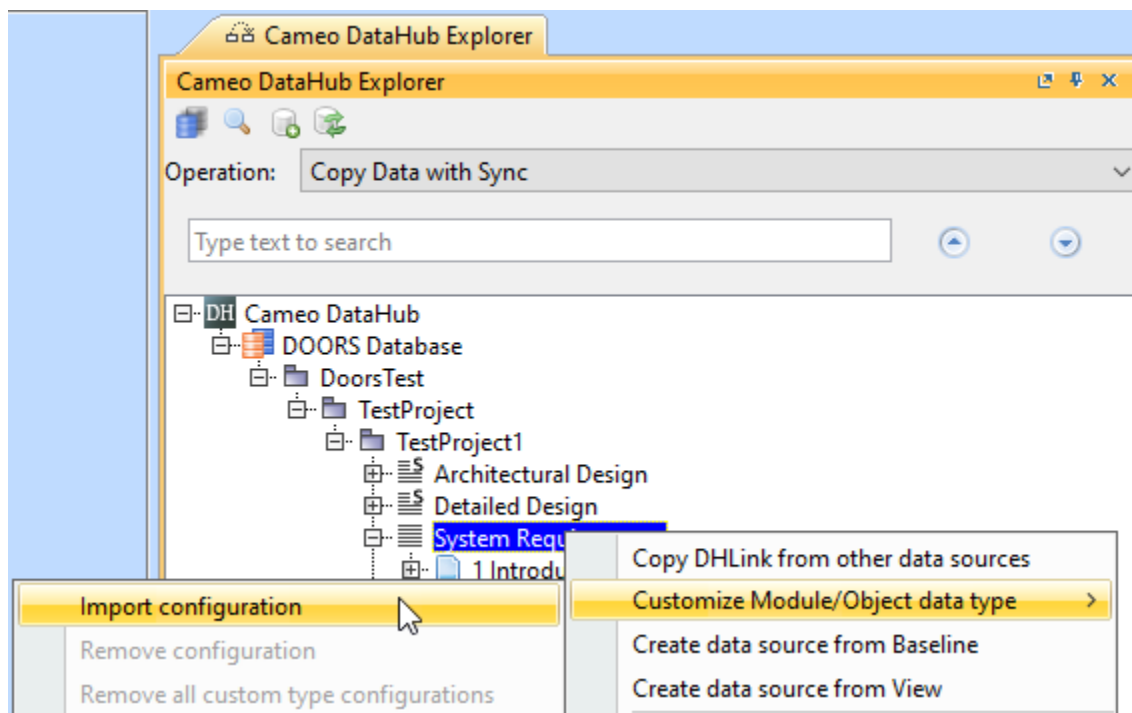 Cameo DataHub Explorer
Cameo DataHub Explorer
Operation: Copy Data with Sync
Type text to search
DH Cameo DataHub
DOORS Database
DoorsTest
TestProject
TestProject1
Architectural Design
Detailed Design
System
1
Copy DHLink from other data sources
Customize Module/Object data type
Create data source from Baseline
Create data source from View
Import configuration
Remove configuration
Remove all custom type configurations